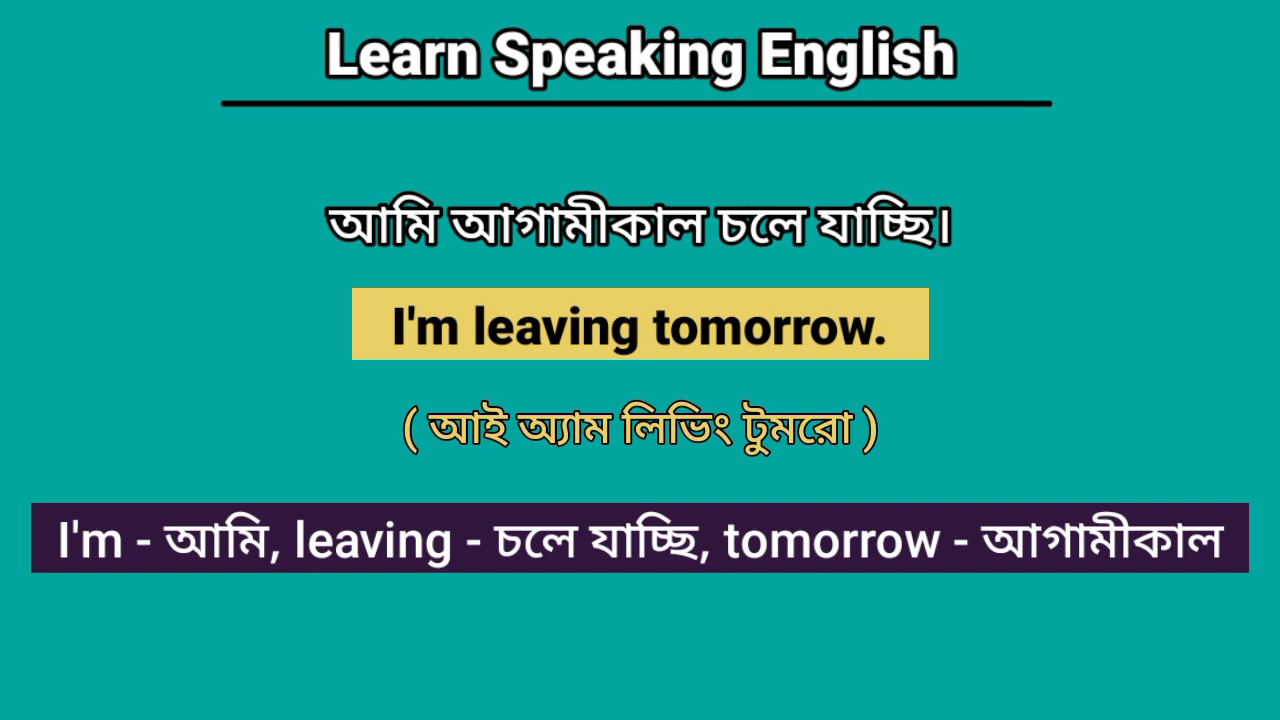 Learn Speaking English
আমি আগামীকাল চলে যাচ্ছি।
I'm leaving tomorrow.
( আই অ্যাম লিভিং টুমরো )
I'm - আমি, leaving - চলে যাচ্ছি, tomorrow - আগামীকাল